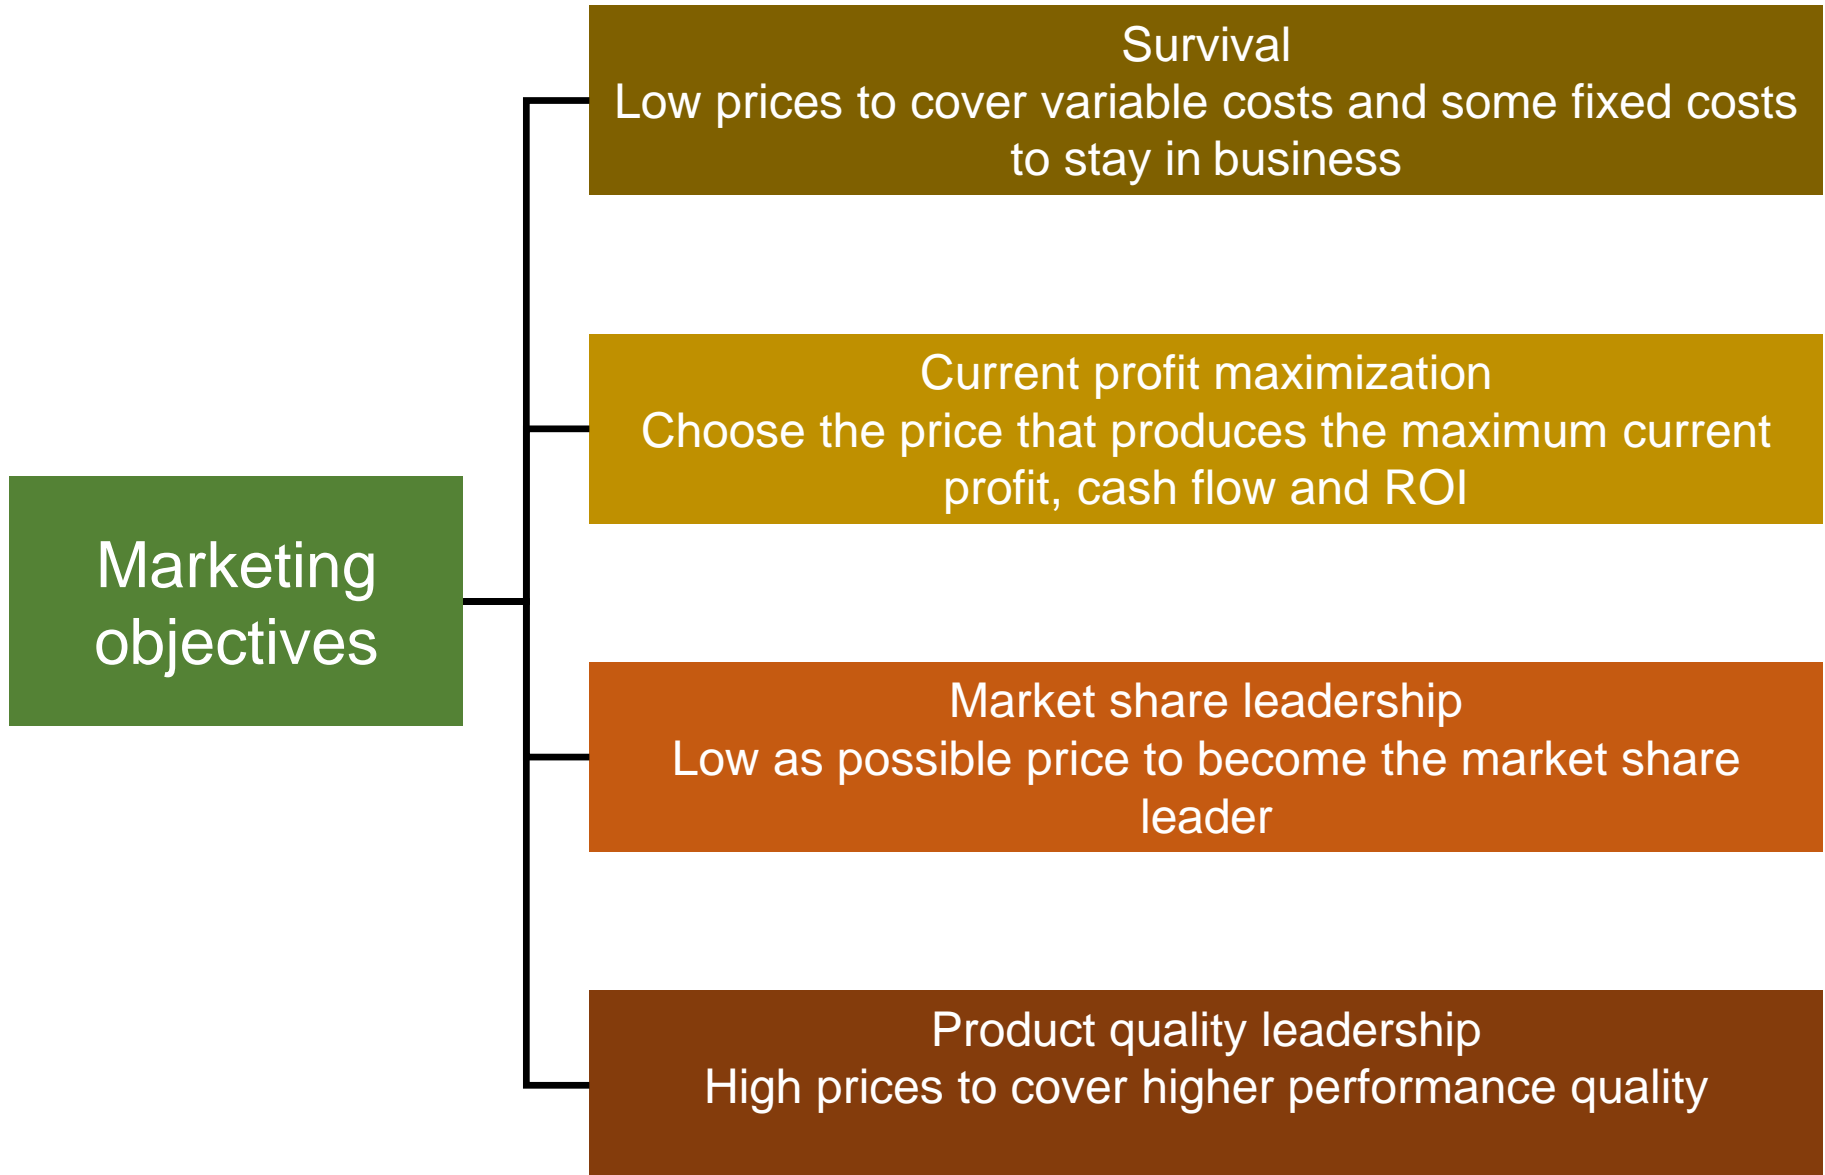 Survival
Low prices to cover variable costs and some fixed costs
to stay in business
Current profit maximization
Choose the price that produces the maximum current
profit, cash flow and ROI
Marketing
objectives
Market share leadership
Low as possible price to become the market share
leader
Product quality leadership
High prices to cover higher performance quality